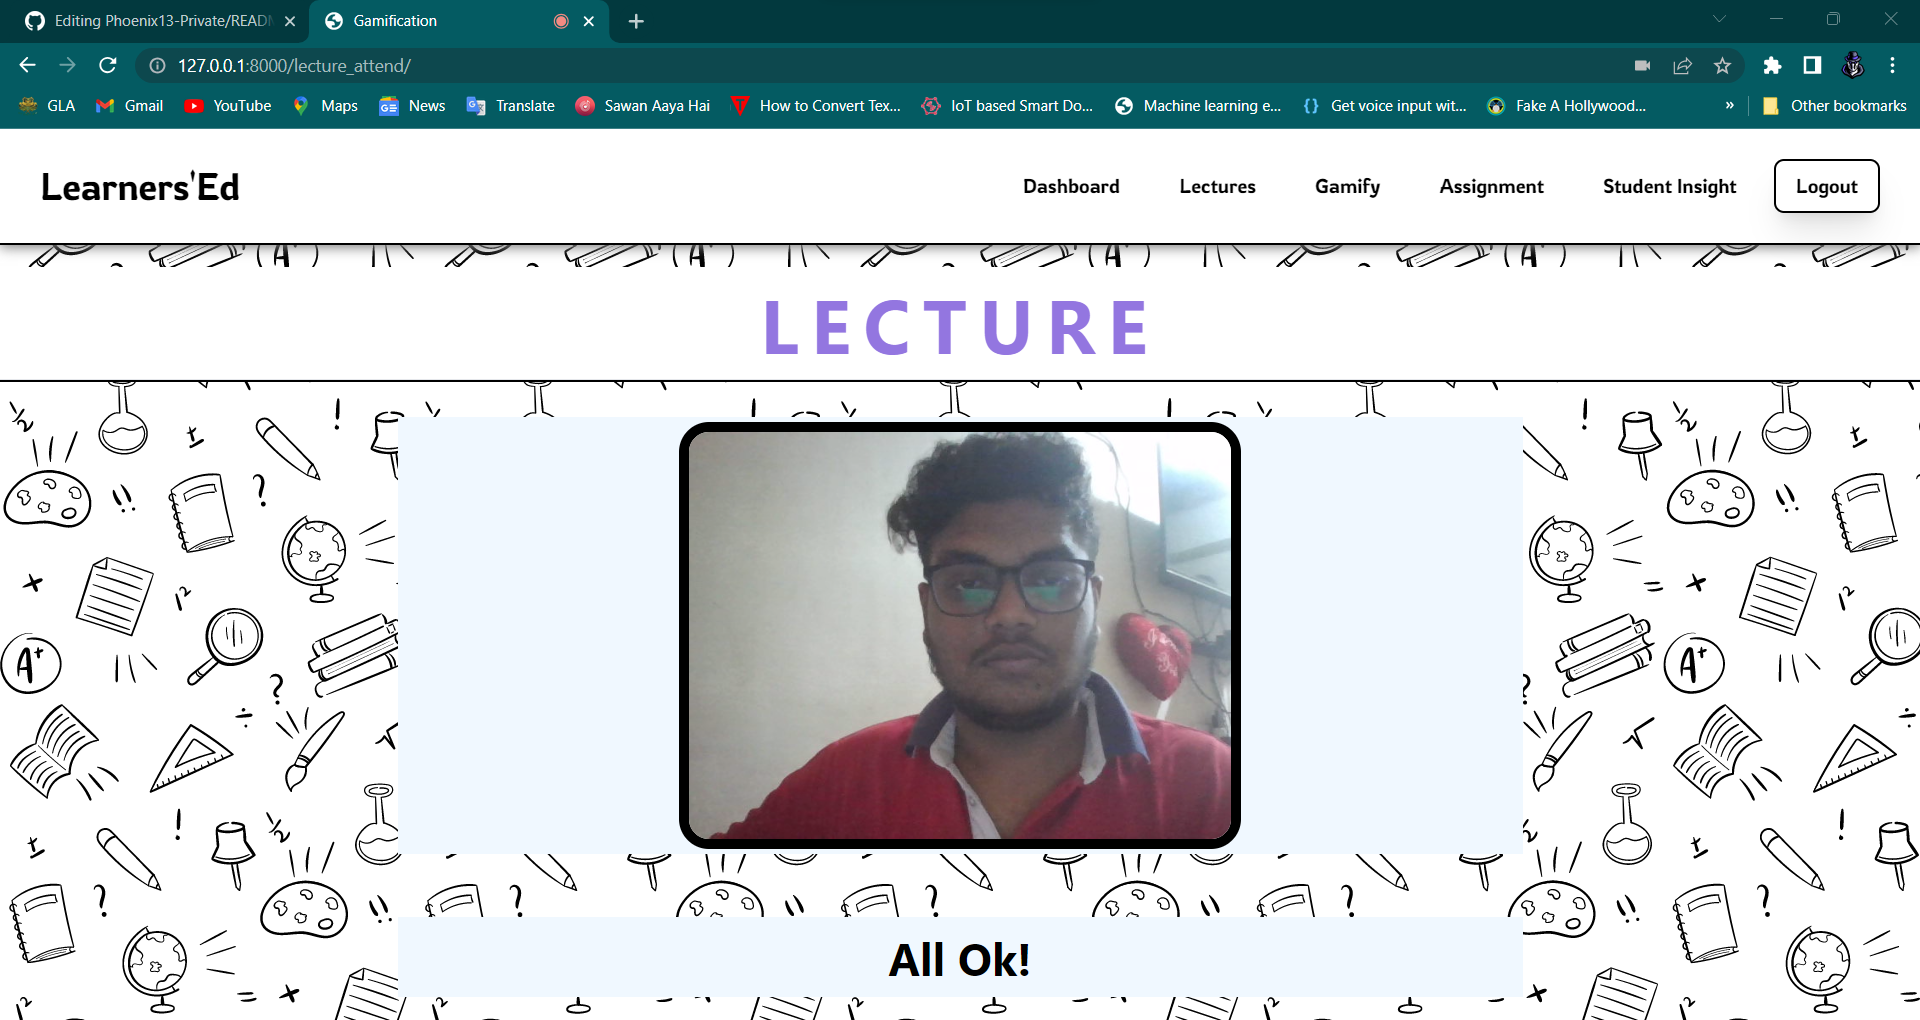 Editing Phoenix13-Private/READ
Gamification
127.0.0.1:8000/lecture_attend/
GLA
Gmail
YouTube
Maps
News
Translate
Sawan Aaya Hai
How to Convert Tex...
IoT based Smart Do...
Machine learning e...
Get voice input wit...
Fake A Hollywood...
»
Other bookmarks
Learners'Ed
Dashboard
Lectures
Gamify
Assignment
Student Insight
Logout
LECTURE
All Ok!